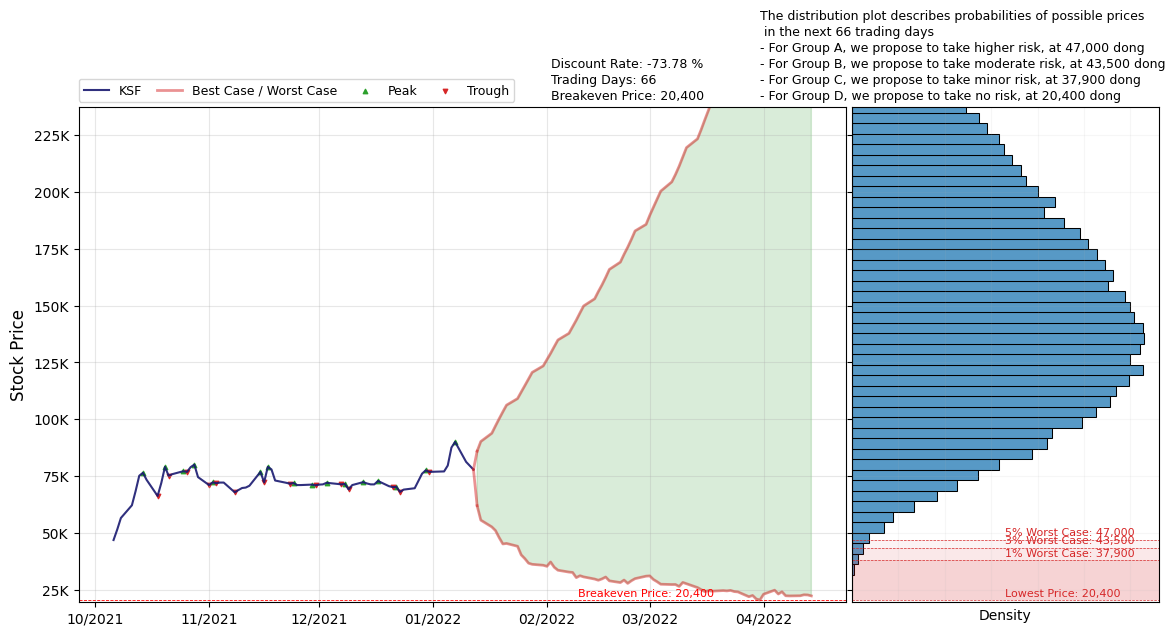 The distribution plot describes probabilities of possible prices
in the next 66 trading days
- For Group A, we propose to take higher risk, at 47,000 dong
- For Group B, we propose to take moderate risk, at 43,500 dong
- For Group C, we propose to take minor risk, at 37,900 dong
- For Group D, we propose to take no risk, at 20,400 dong
Discount Rate: -73.78 %
Trading Days: 66
Breakeven Price: 20,400
KSF
Best Case / Worst Case
Peak
Trough
Stock Price
225K
200K
175K
150K
125K
100K
75K
50K
25K
Breakeven Price: 20,400
10/2021
11/2021
12/2021
01/2022
02/2022
03/2022
04/2022
5% Worst Case: 47,000
3% Worst Case: 43,500
1% Worst Case: 37,900
Lowest Price: 20,400
Density